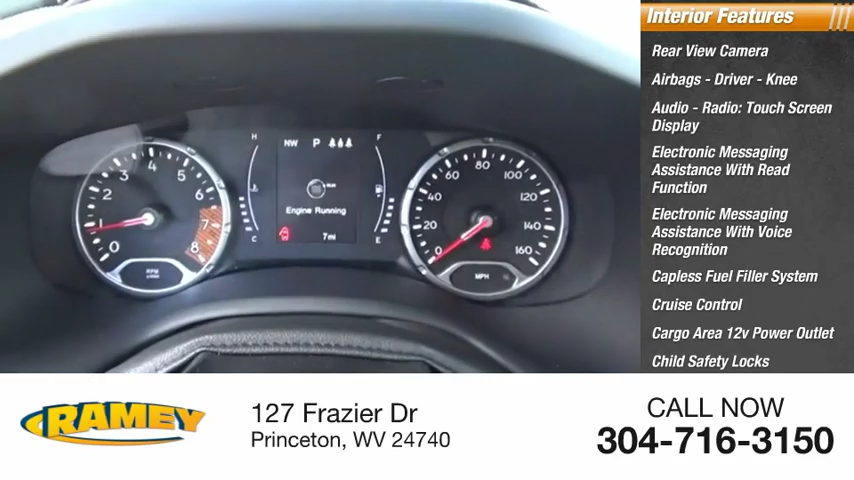 Interior Features
Rear View Camera
Airbags - Driver - Knee
Audio - Radio: Touch Screen
Display
Electronic Messaging
Assistance With Read
Function
Electronic Messaging
Assistance With Voice
Recognition
Capless Fuel Filler System
Cruise Control
Cargo Area 12v Power Outlet
Child Safety Locks
H
NW P
F
Engine Running
7 mi
C
E
0 1 2 3 4 5 6 7 8
RPM
0 20 40 60 80 100 120 140 160
MPH
RAMEY
127 Frazier Dr
Princeton, WV 24740
CALL NOW
304-716-3150